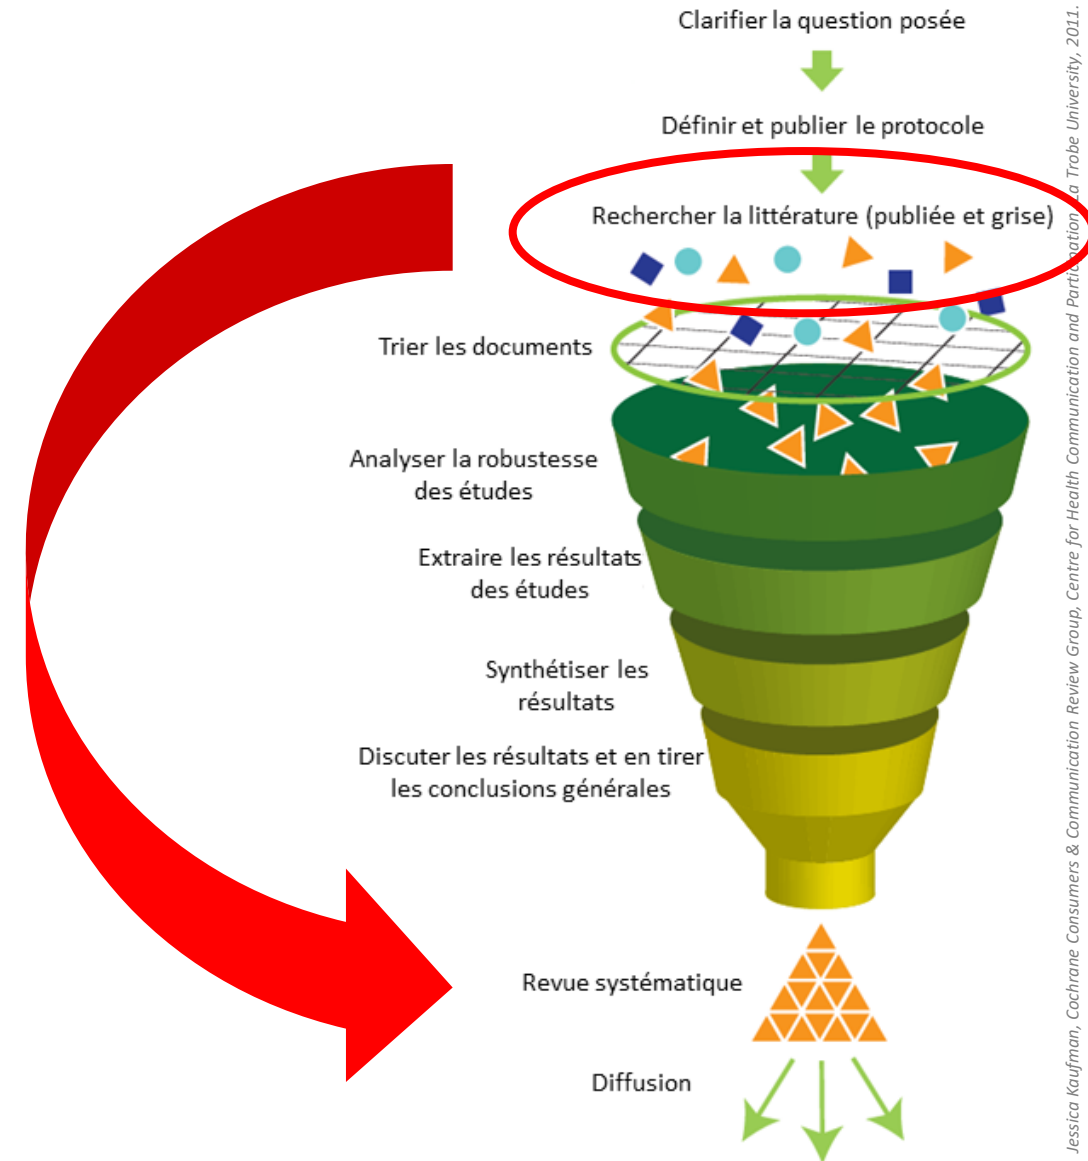 Clarifier la question posée
Définir et publier le protocole
Rechercher la littérature (publiée et grise)
Trier les documents
Analyser la robustesse
des études
Extraire les résultats
des études
Synthétiser les
résultats
Discuter les résultats et en tirer
les conclusions générales
Revue systématique
Diffusion
Jessica Kaufman, Cochrane Consumers & Communication Review Group, Centre for Health Communication and Participation, La Trobe University, 2011.